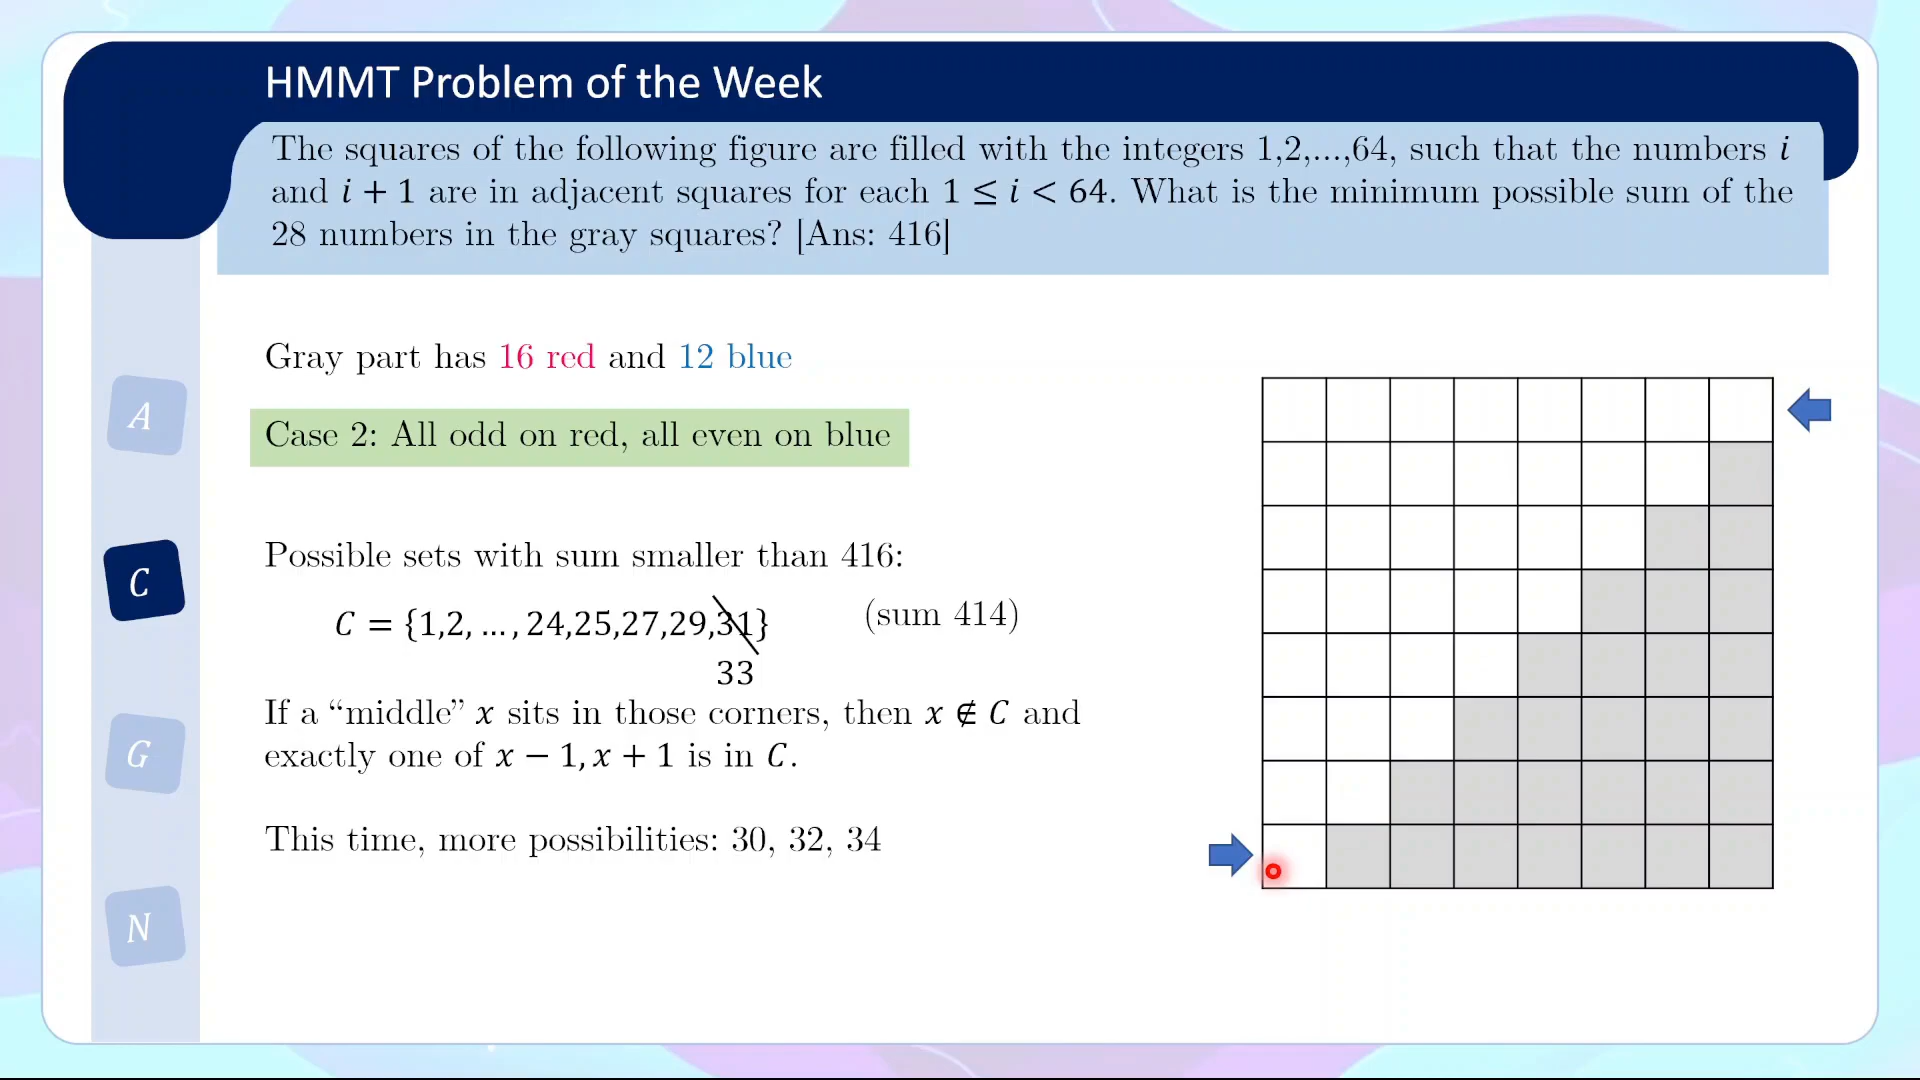 HMMT Problem of the Week
The squares of the following figure are filled with the integers 1,2,...,64, such that the numbers i
and i + 1 are in adjacent squares for each 1 ≤ i < 64. What is the minimum possible sum of the
28 numbers in the gray squares? [Ans: 416]
Gray part has 16 red and 12 blue
A
Case 2: All odd on red, all even on blue
Possible sets with sum smaller than 416:
C
C = {1,2, … , 24,25,27,29,31} (sum 414)
33
If a “middle” x sits in those corners, then x ∉ C and
exactly one of x − 1, x + 1 is in C.
G
This time, more possibilities: 30, 32, 34
N